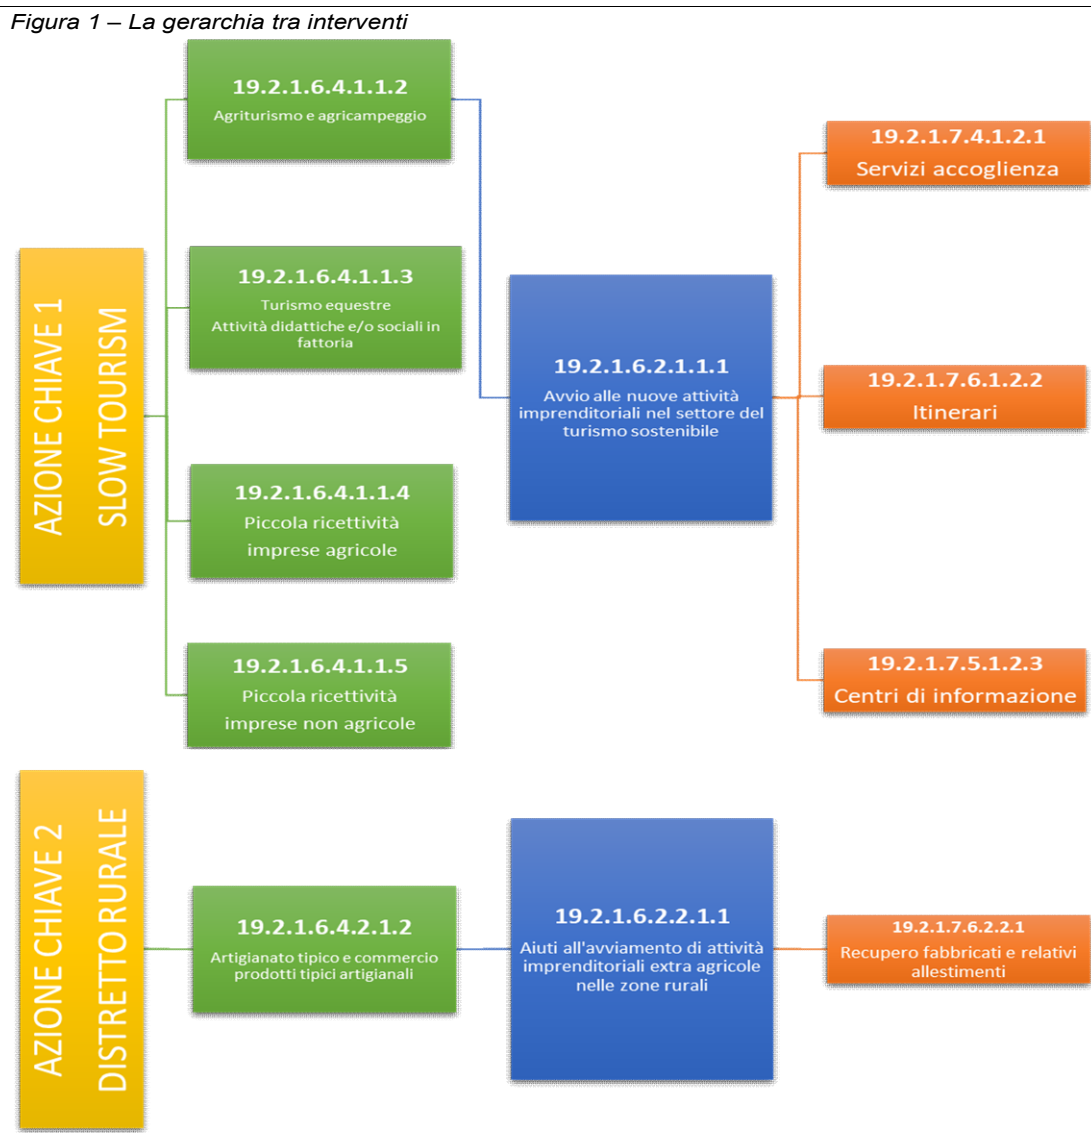 Figura 1 – La gerarchia tra interventi
AZIONE CHIAVE 1
SLOW TOURISM
19.2.1.6.4.1.1.2
Agriturismo e agricampeggio
19.2.1.6.4.1.1.3
Turismo equestre
Attività didattiche e/o sociali in
fattoria
19.2.1.6.4.1.1.4
Piccola ricettività
imprese agricole
19.2.1.6.4.1.1.5
Piccola ricettività
imprese non agricole
19.2.1.6.2.1.1.1
Avvio alle nuove attività
imprenditoriali nel settore del
turismo sostenibile
19.2.1.7.4.1.2.1
Servizi accoglienza
19.2.1.7.6.1.2.2
Itinerari
19.2.1.7.5.1.2.3
Centri di informazione
AZIONE CHIAVE 2
DISTRETTO RURALE
19.2.1.6.4.2.1.2
Artigianato tipico e commercio
prodotti tipici artigianali
19.2.1.6.2.2.1.1
Aiuti all'avviamento di attività
imprenditoriali extra agricole
nelle zone rurali
19.2.1.7.6.2.2.1
Recupero fabbricati e relativi
allestimenti